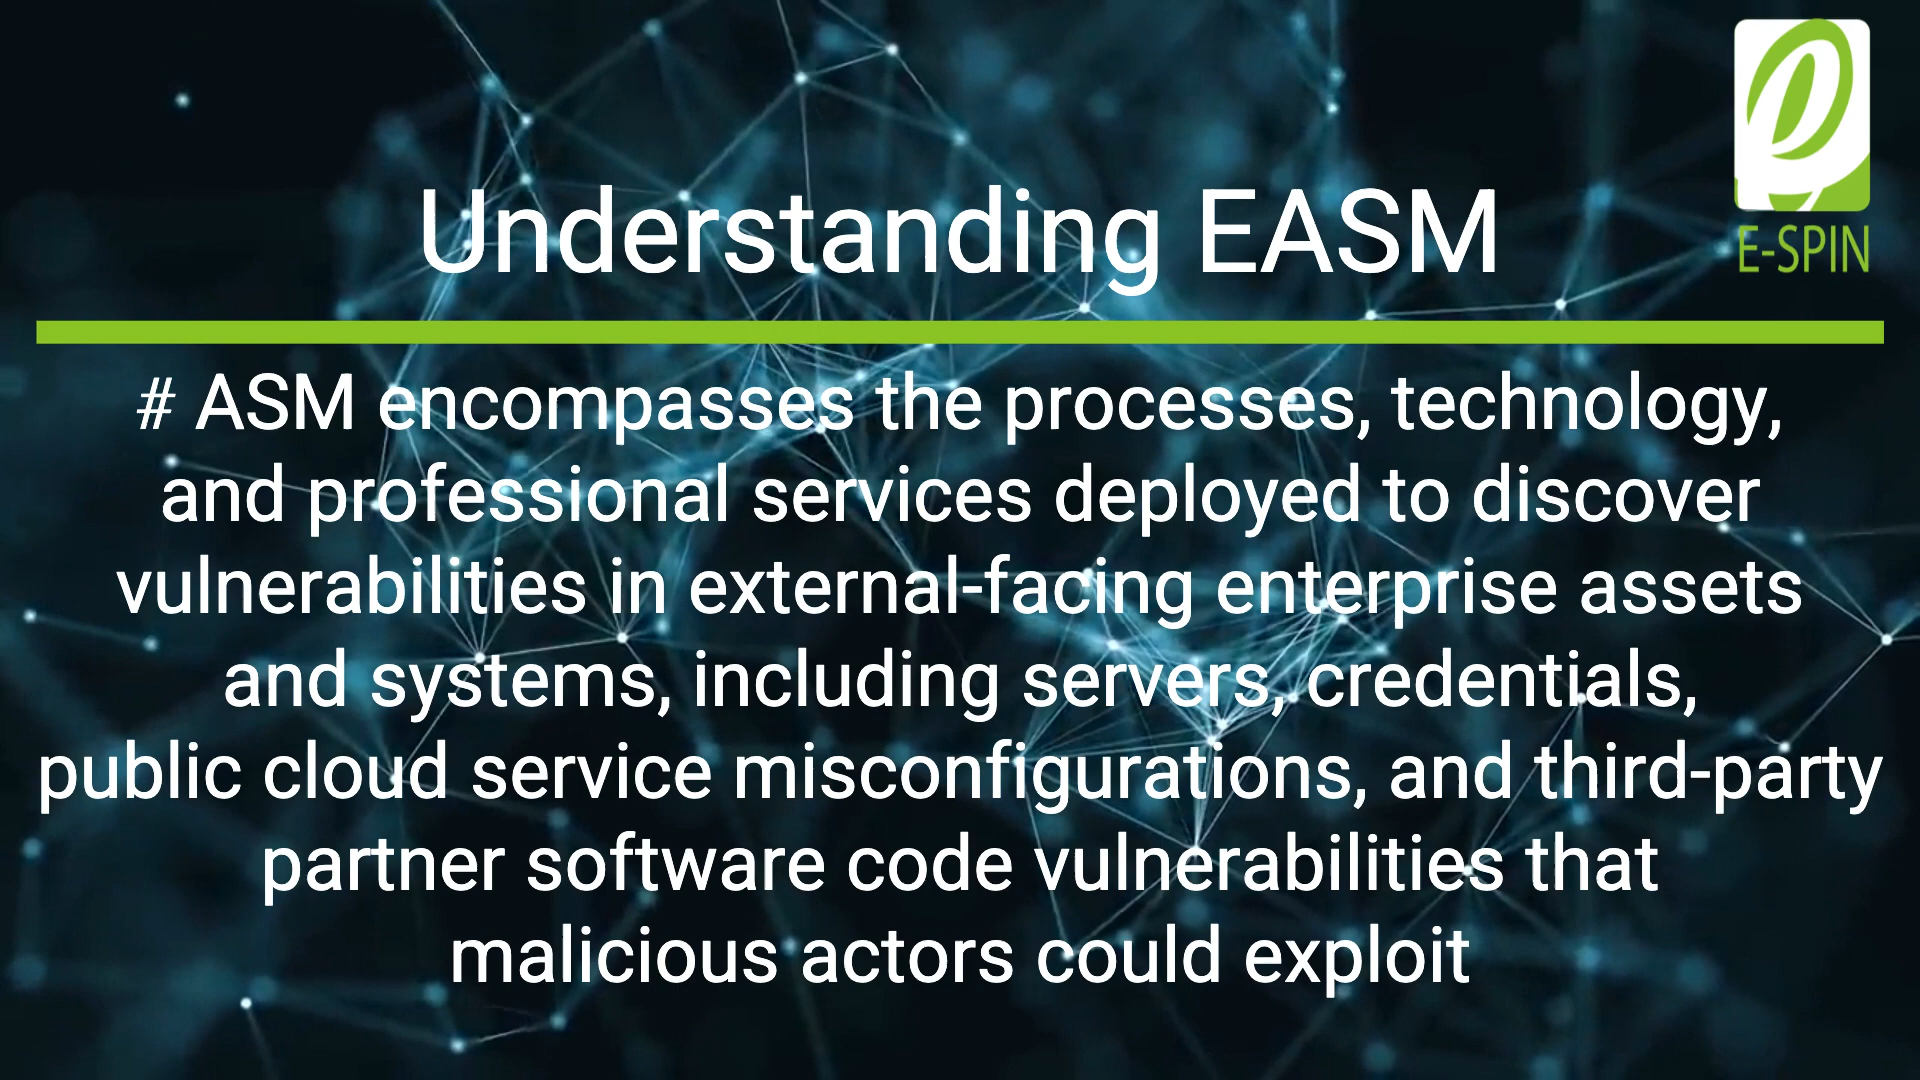 E-SPIN
Understanding EASM
# ASM encompasses the processes, technology,
and professional services deployed to discover
vulnerabilities in external-facing enterprise assets
and systems, including servers, credentials,
public cloud service misconfigurations, and third-party
partner software code vulnerabilities that
malicious actors could exploit